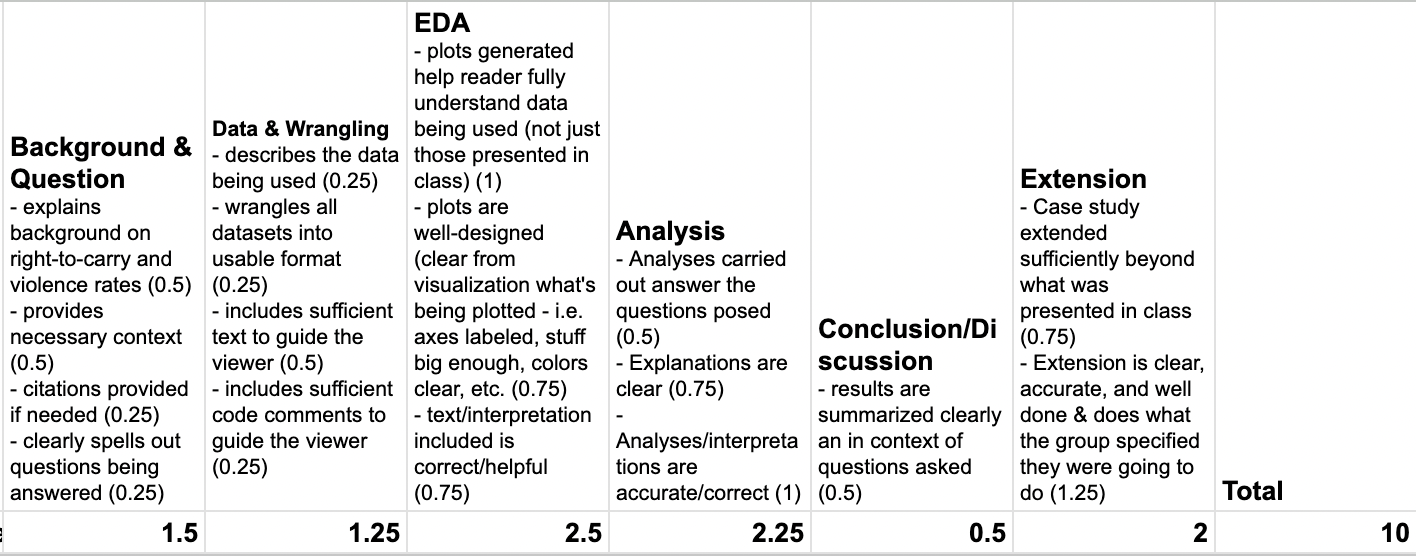 Background &
Question
- explains
background on
right-to-carry and
violence rates (0.5)
- provides
necessary context
(0.5)
- citations provided
if needed (0.25)
- clearly spells out
questions being
answered (0.25)
Data & Wrangling
- describes the data
being used (0.25)
- wrangles all
datasets into
usable format
(0.25)
- includes sufficient
text to guide the
viewer (0.5)
- includes sufficient
code comments to
guide the viewer
(0.25)
EDA
- plots generated
help reader fully
understand data
being used (not just
those presented in
class) (1)
- plots are
well-designed
(clear from
visualization what's
being plotted - i.e.
axes labeled, stuff
big enough, colors
clear, etc. (0.75)
- text/interpretation
included is
correct/helpful
(0.75)
Analysis
- Analyses carried
out answer the
questions posed
(0.5)
- Explanations are
clear (0.75)
-
Analyses/interpreta
tions are
accurate/correct (1)
Conclusion/Di
scussion
- results are
summarized clearly
an in context of
questions asked
(0.5)
Extension
- Case study
extended
sufficiently beyond
what was
presented in class
(0.75)
- Extension is clear,
accurate, and well
done & does what
the group specified
they were going to
do (1.25)
Total
1.5
1.25
2.5
2.25
0.5
2
10